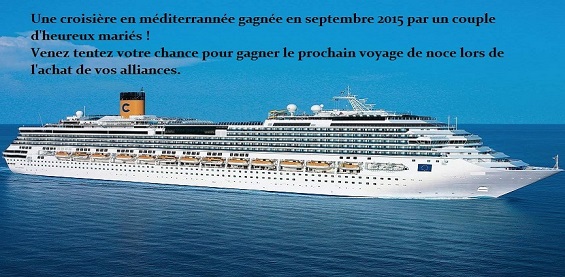 Une croisière en méditerrannée gagnée en septembre 2015 par un couple
d'heureux mariés !
Venez tentez votre chance pour gagner le prochain voyage de noce lors de
l'achat de vos alliances.
C